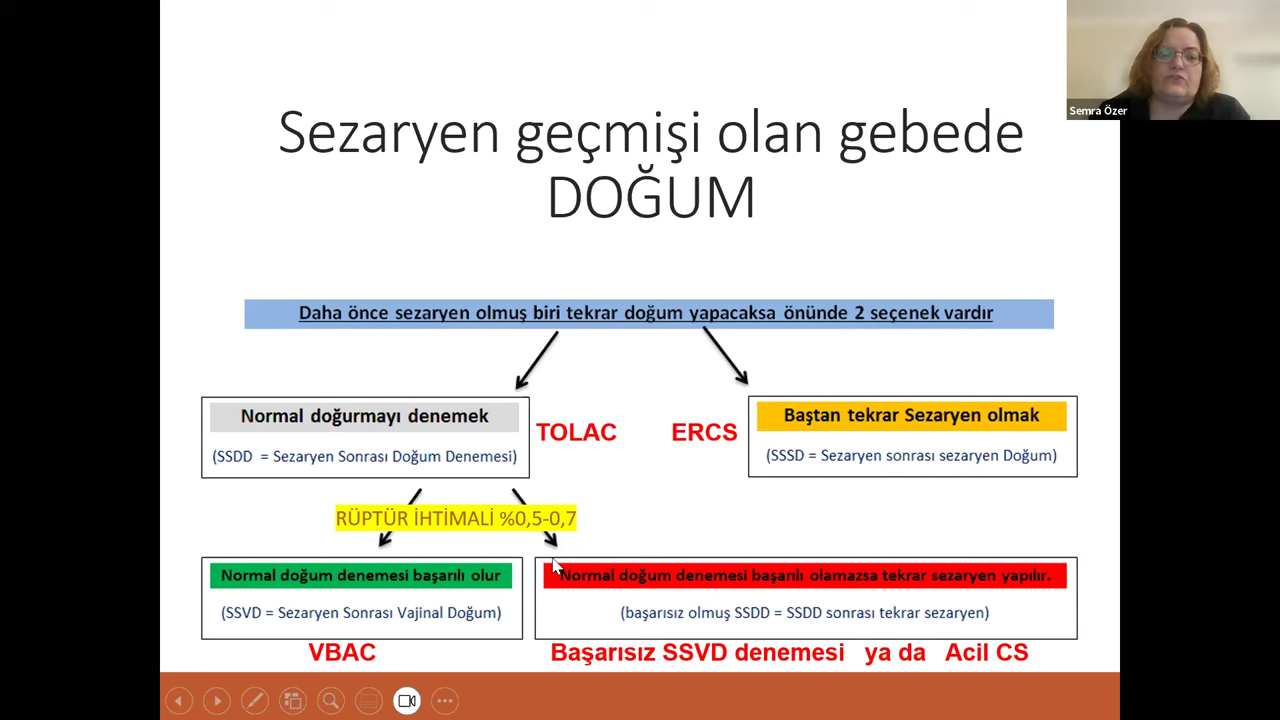 Semra Özer
Sezaryen geçmişi olan gebede
DOĞUM
Daha önce sezaryen olmuş biri tekrar doğum yapacaksa önünde 2 seçenek vardır
Normal doğurmayı denemek
(SSDD = Sezaryen Sonrası Doğum Denemesi)
TOLAC
ERCS
Baştan tekrar Sezaryen olmak
(SSSD = Sezaryen sonrası sezaryen Doğum)
RÜPTÜR İHTİMALİ %0,5-0,7
Normal doğum denemesi başarılı olur
(SSVD = Sezaryen Sonrası Vajinal Doğum)
VBAC
Normal doğum denemesi başarılı olamazsa tekrar sezaryen yapılır.
(başarısız olmuş SSDD = SSDD sonrası tekrar sezaryen)
Başarısız SSVD denemesi ya da Acil CS